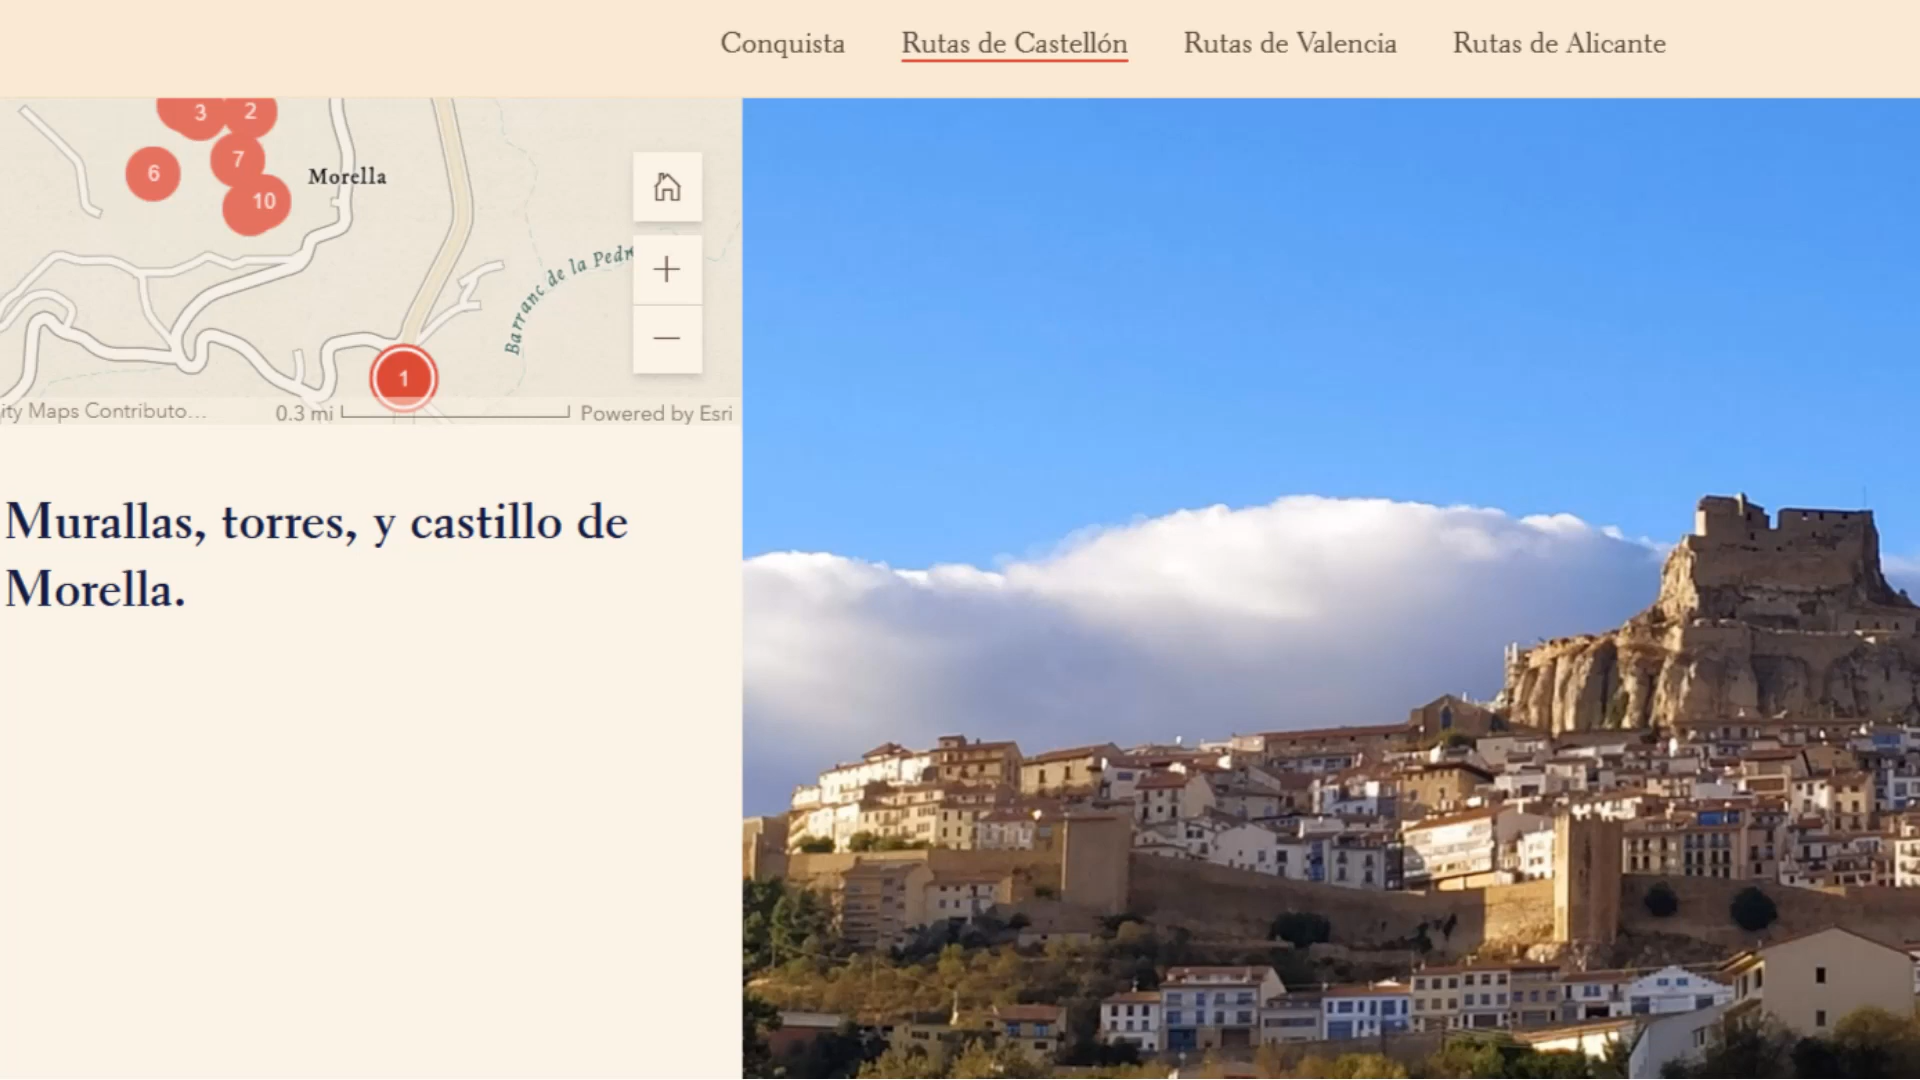 Conquista Rutas de Castellón Rutas de Valencia Rutas de Alicante
3 2
7
6
Morella
10
Barranc de la Pedr
1
ity Maps Contributo... 0.3 mi Powered by Esri
Murallas, torres, y castillo de
Morella.